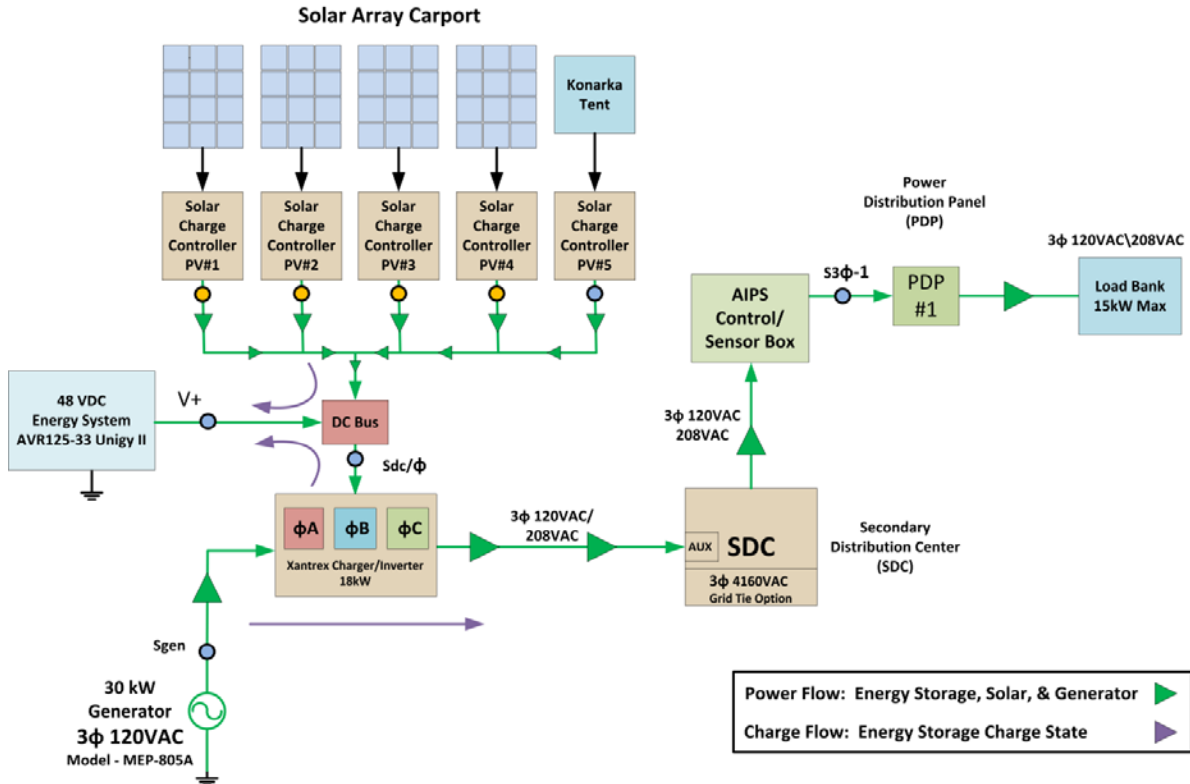 Solar Array Carport
Konarka
Tent
Solar
Charge
Controller
PV#1
Solar
Charge
Controller
PV#2
Solar
Charge
Controller
PV#3
Solar
Charge
Controller
PV#4
Solar
Charge
Controller
PV#5
Power
Distribution Panel
(PDP)
3ϕ 120VAC\208VAC
AIPS
Control/
Sensor Box
S3ϕ-1
PDP
#1
Load Bank
15kW Max
48 VDC
Energy System
AVR125-33 Unigy II
V+
DC Bus
Sdc/ϕ
3ϕ 120VAC
208VAC
ϕA
ϕB
ϕC
Xantrex Charger/Inverter
18kW
3ϕ 120VAC/
208VAC
AUX
SDC
3ϕ 4160VAC
Grid Tie Option
Secondary
Distribution Center
(SDC)
Sgen
30 kW
Generator
3ϕ 120VAC
Model - MEP-805A
Power Flow: Energy Storage, Solar, & Generator
Charge Flow: Energy Storage Charge State